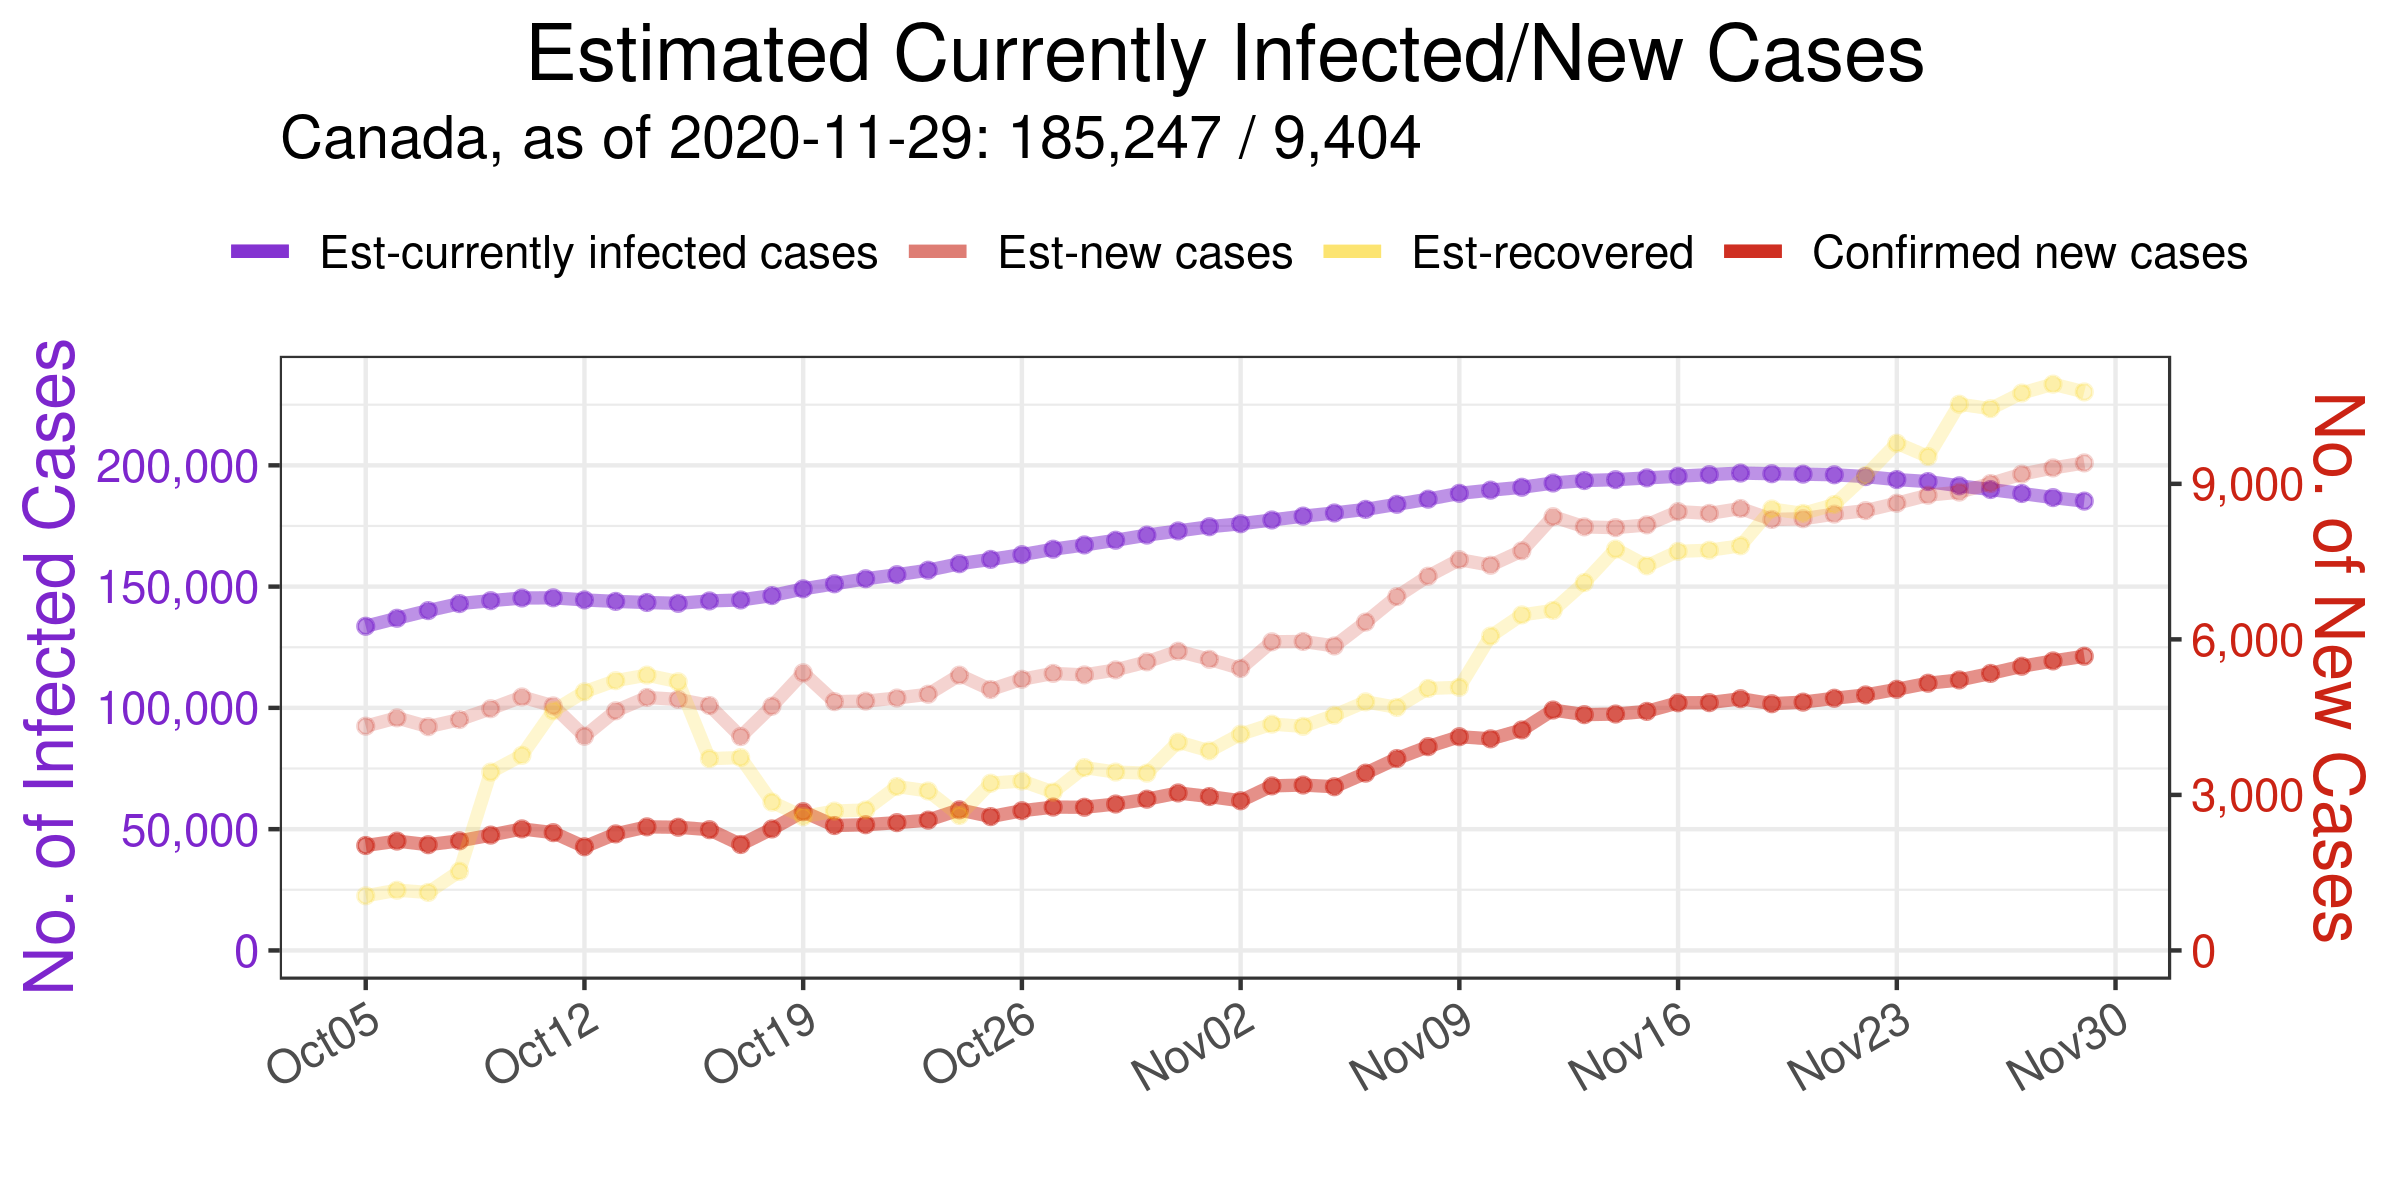 Estimated Currently Infected/New Cases
Canada, as of 2020-11-29: 185,247 / 9,404
Est-currently infected cases Est-new cases Est-recovered Confirmed new cases
No. of Infected Cases
200,000
150,000
100,000
50,000
0
9,000
6,000
3,000
0
No. of New Cases
Oct05 Oct12 Oct19 Oct26 Nov02 Nov09 Nov16 Nov23 Nov30